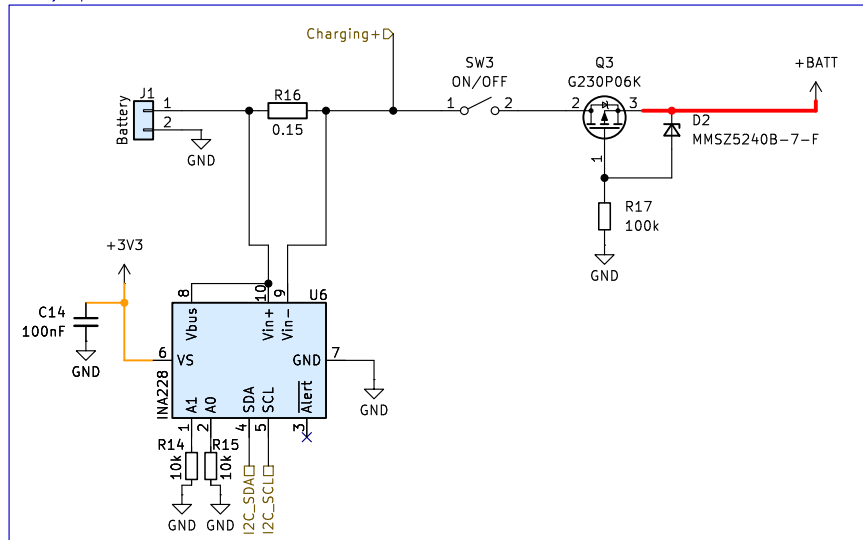 Charging+
SW3
ON/OFF
Q3
G230P06K
+BATT
J1
Battery
1
2
GND
R16
0.15
1
2
2
3
1
D2
MMSZ5240B-7-F
R17
100k
GND
+3V3
C14
100nF
GND
8
10
9
U6
Vbus
Vin+
Vin-
6
VS
GND
7
GND
INA228
A1
A0
SDA
SCL
Alert
1
2
4
5
3
R14
10k
R15
10k
GND
GND
I2C_SDA
I2C_SCL